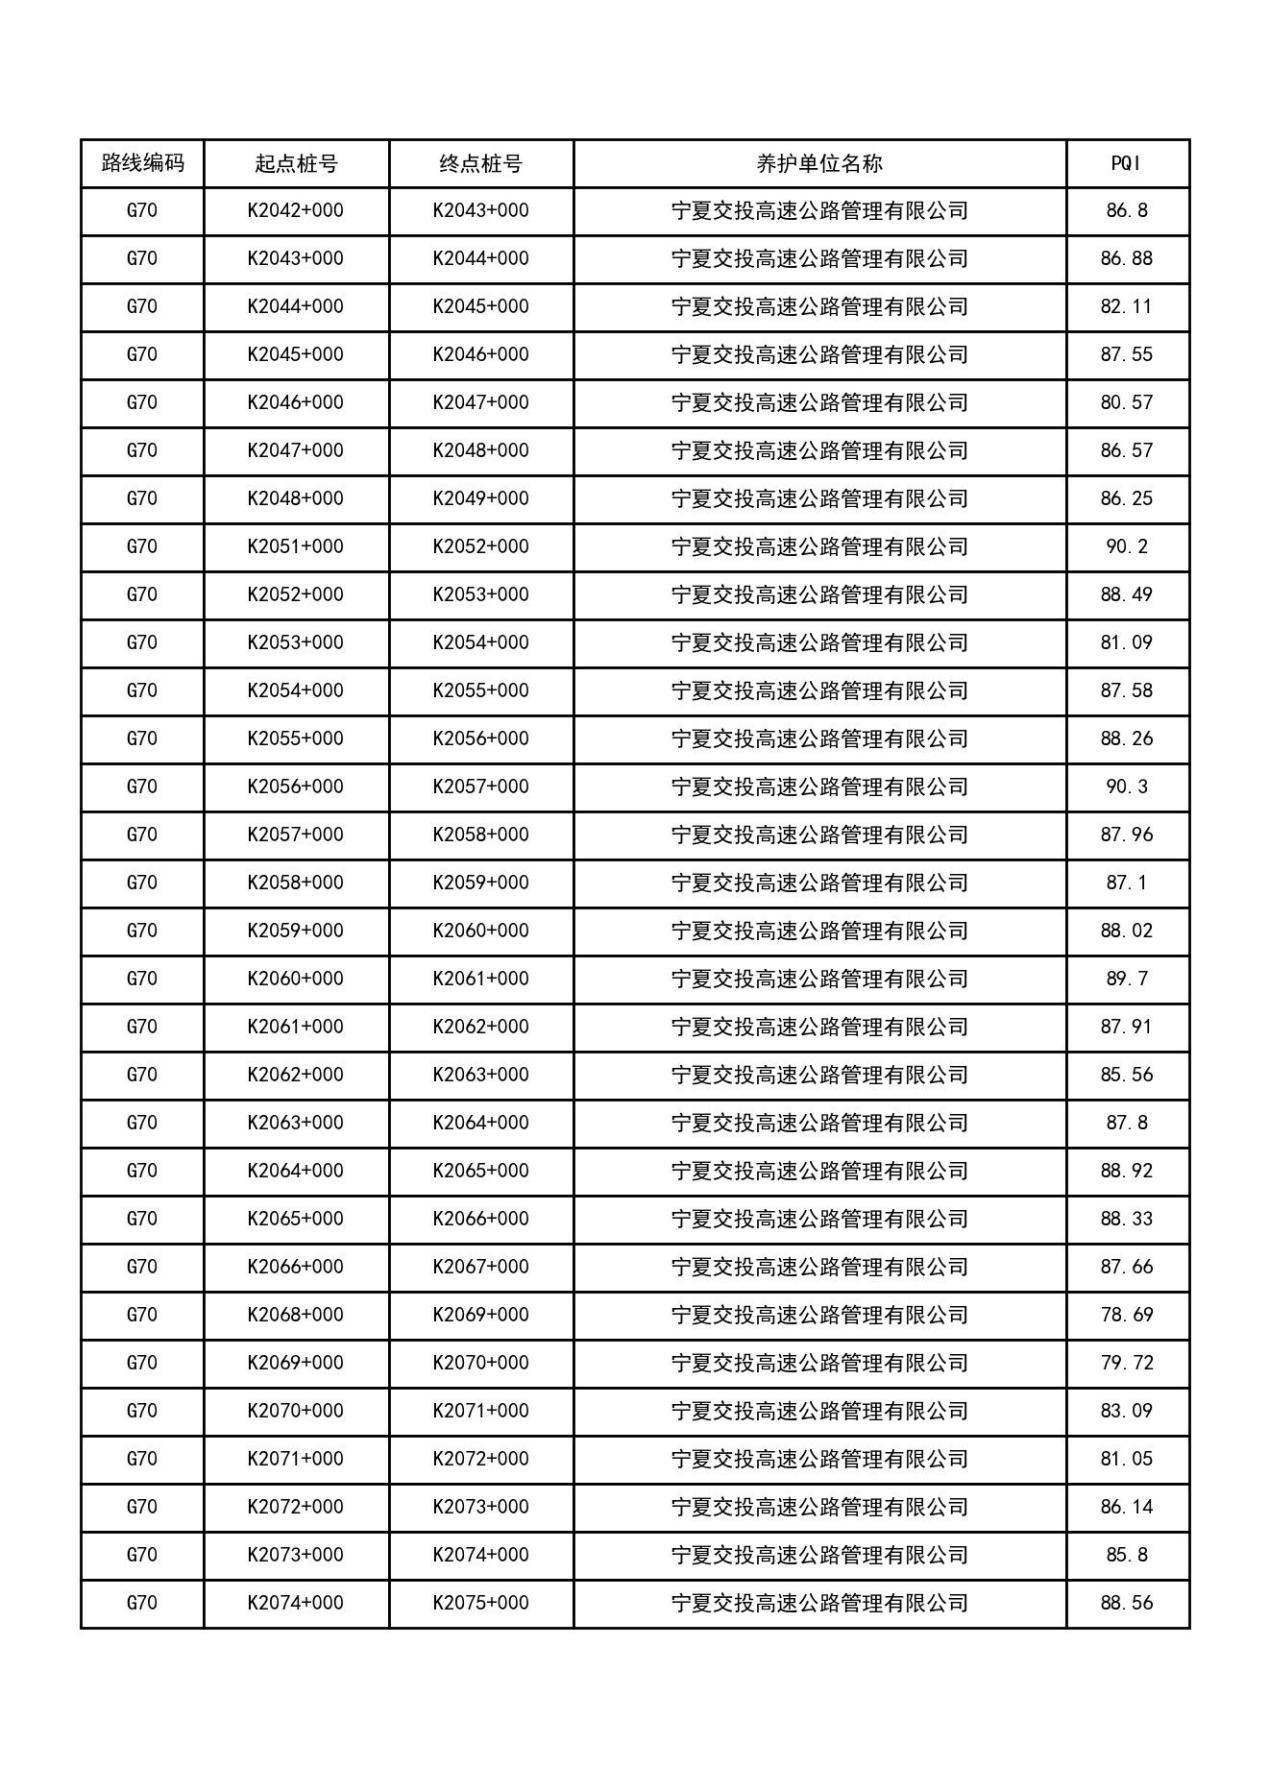 路线编码 起点桩号 终点桩号 养护单位名称 PQI
G70 K2042+000 K2043+000 宁夏交投高速公路管理有限公司 86.8
G70 K2043+000 K2044+000 宁夏交投高速公路管理有限公司 86.88
G70 K2044+000 K2045+000 宁夏交投高速公路管理有限公司 82.11
G70 K2045+000 K2046+000 宁夏交投高速公路管理有限公司 87.55
G70 K2046+000 K2047+000 宁夏交投高速公路管理有限公司 80.57
G70 K2047+000 K2048+000 宁夏交投高速公路管理有限公司 86.57
G70 K2048+000 K2049+000 宁夏交投高速公路管理有限公司 86.25
G70 K2051+000 K2052+000 宁夏交投高速公路管理有限公司 90.2
G70 K2052+000 K2053+000 宁夏交投高速公路管理有限公司 88.49
G70 K2053+000 K2054+000 宁夏交投高速公路管理有限公司 81.09
G70 K2054+000 K2055+000 宁夏交投高速公路管理有限公司 87.58
G70 K2055+000 K2056+000 宁夏交投高速公路管理有限公司 88.26
G70 K2056+000 K2057+000 宁夏交投高速公路管理有限公司 90.3
G70 K2057+000 K2058+000 宁夏交投高速公路管理有限公司 87.96
G70 K2058+000 K2059+000 宁夏交投高速公路管理有限公司 87.1
G70 K2059+000 K2060+000 宁夏交投高速公路管理有限公司 88.02
G70 K2060+000 K2061+000 宁夏交投高速公路管理有限公司 89.7
G70 K2061+000 K2062+000 宁夏交投高速公路管理有限公司 87.91
G70 K2062+000 K2063+000 宁夏交投高速公路管理有限公司 85.56
G70 K2063+000 K2064+000 宁夏交投高速公路管理有限公司 87.8
G70 K2064+000 K2065+000 宁夏交投高速公路管理有限公司 88.92
G70 K2065+000 K2066+000 宁夏交投高速公路管理有限公司 88.33
G70 K2066+000 K2067+000 宁夏交投高速公路管理有限公司 87.66
G70 K2068+000 K2069+000 宁夏交投高速公路管理有限公司 78.69
G70 K2069+000 K2070+000 宁夏交投高速公路管理有限公司 79.72
G70 K2070+000 K2071+000 宁夏交投高速公路管理有限公司 83.09
G70 K2071+000 K2072+000 宁夏交投高速公路管理有限公司 81.05
G70 K2072+000 K2073+000 宁夏交投高速公路管理有限公司 86.14
G70 K2073+000 K2074+000 宁夏交投高速公路管理有限公司 85.8
G70 K2074+000 K2075+000 宁夏交投高速公路管理有限公司 88.56